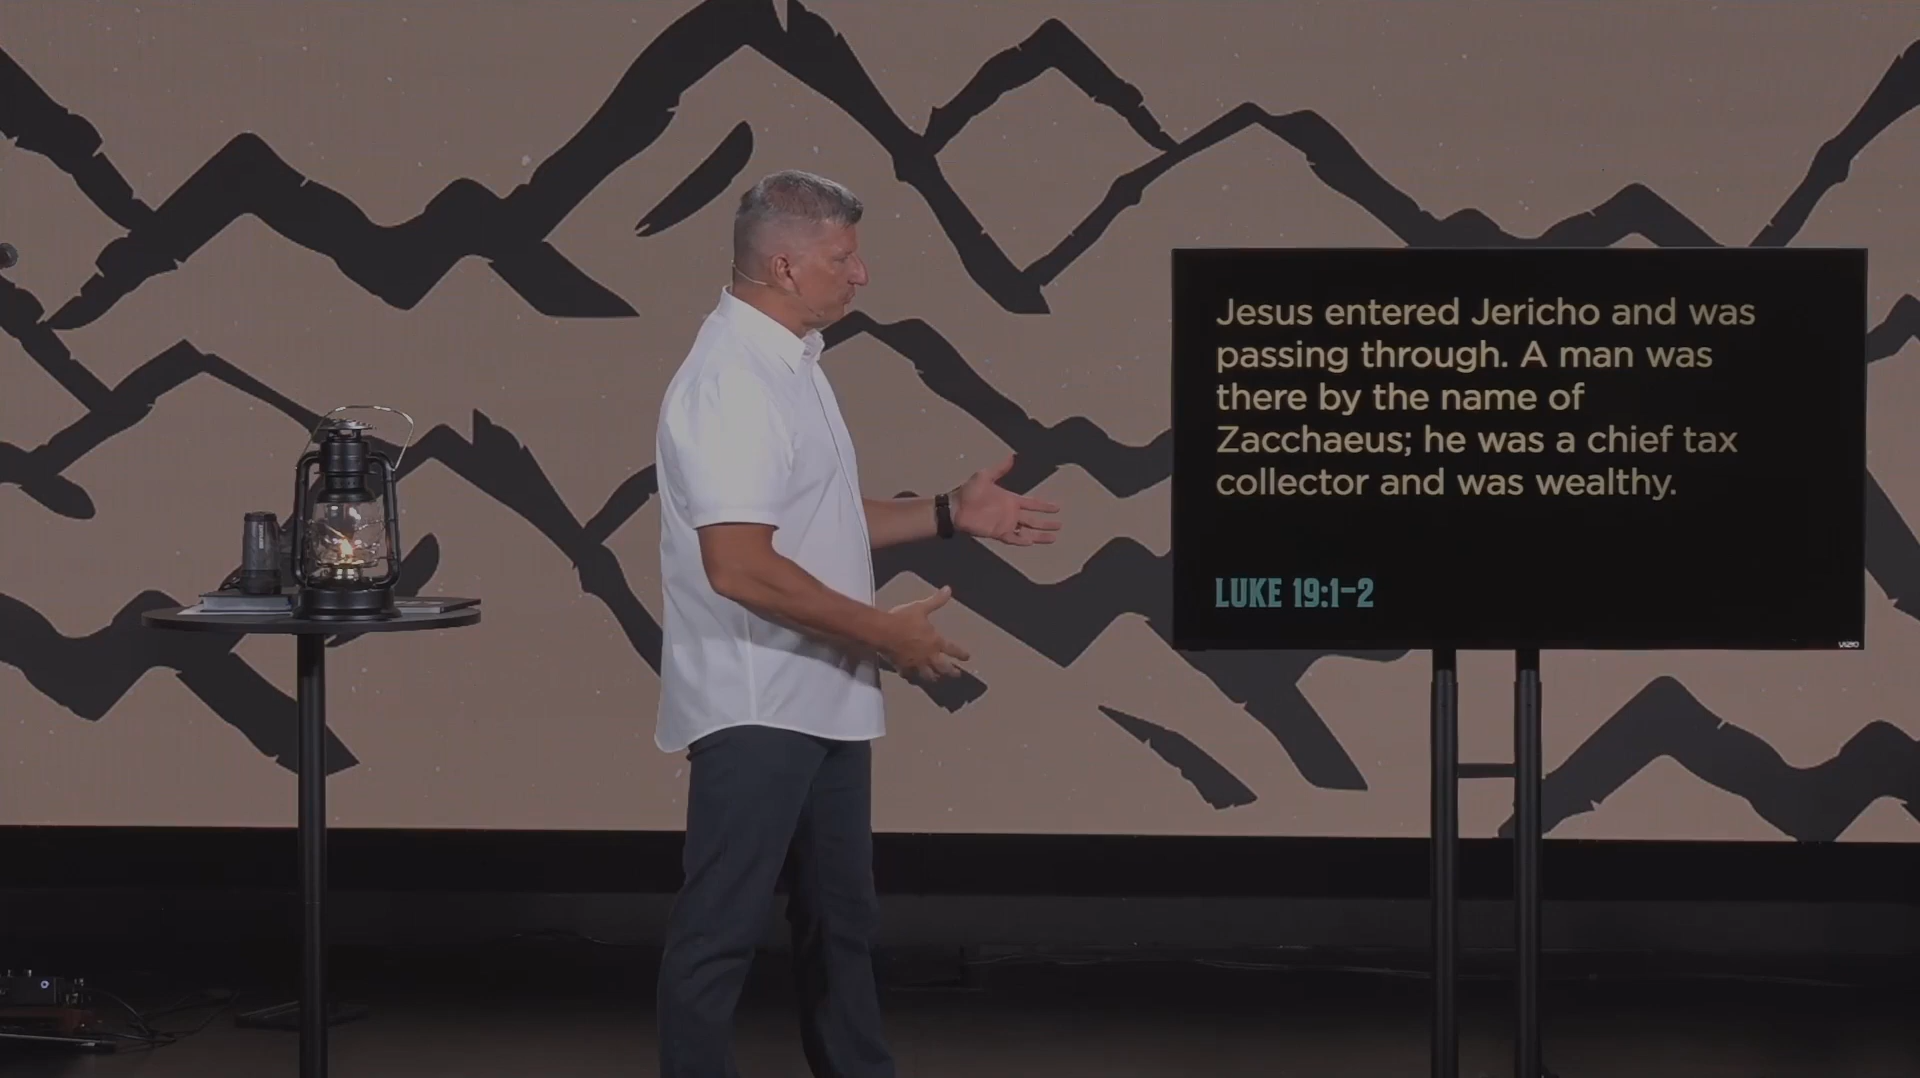 Jesus entered Jericho and was
passing through. A man was
there by the name of
Zacchaeus; he was a chief tax
collector and was wealthy.
LUKE 19:1-2
VIZIO